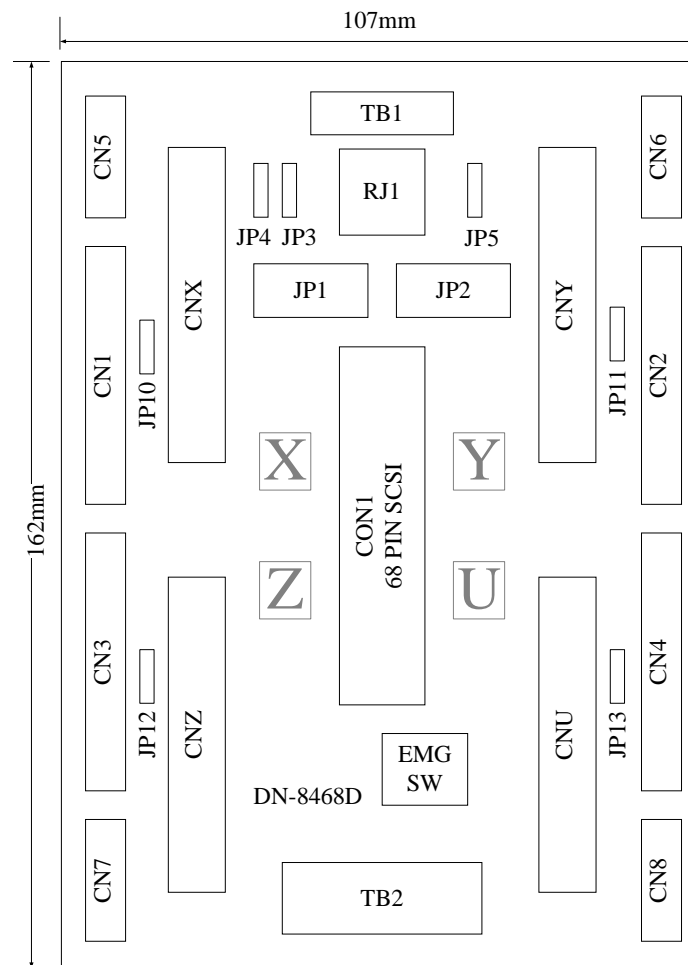 107mm
TB1
CN5
CN6
CNX
CNY
RJ1
JP4
JP3
JP5
JP1
JP2
CN1
CN2
JP10
JP11
X
Y
CON1
68 PIN SCSI
162mm
Z
U
CN3
CN4
JP12
CNZ
CNU
JP13
EMG
SW
DN-8468D
CN7
CN8
TB2